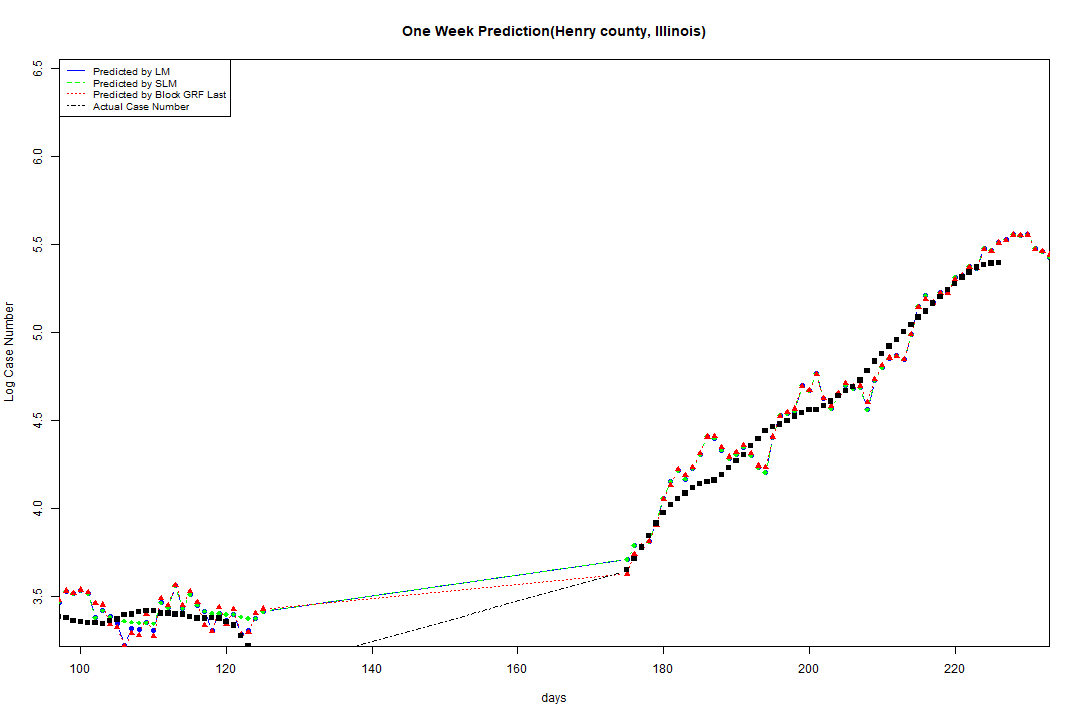 One Week Prediction(Henry county, Illinois)
Predicted by LM
Predicted by SLM
Predicted by Block GRF Last
Actual Case Number
6.5
6.0
5.5
5.0
4.5
4.0
3.5
Log Case Number
100 120 140 160 180 200 220
days